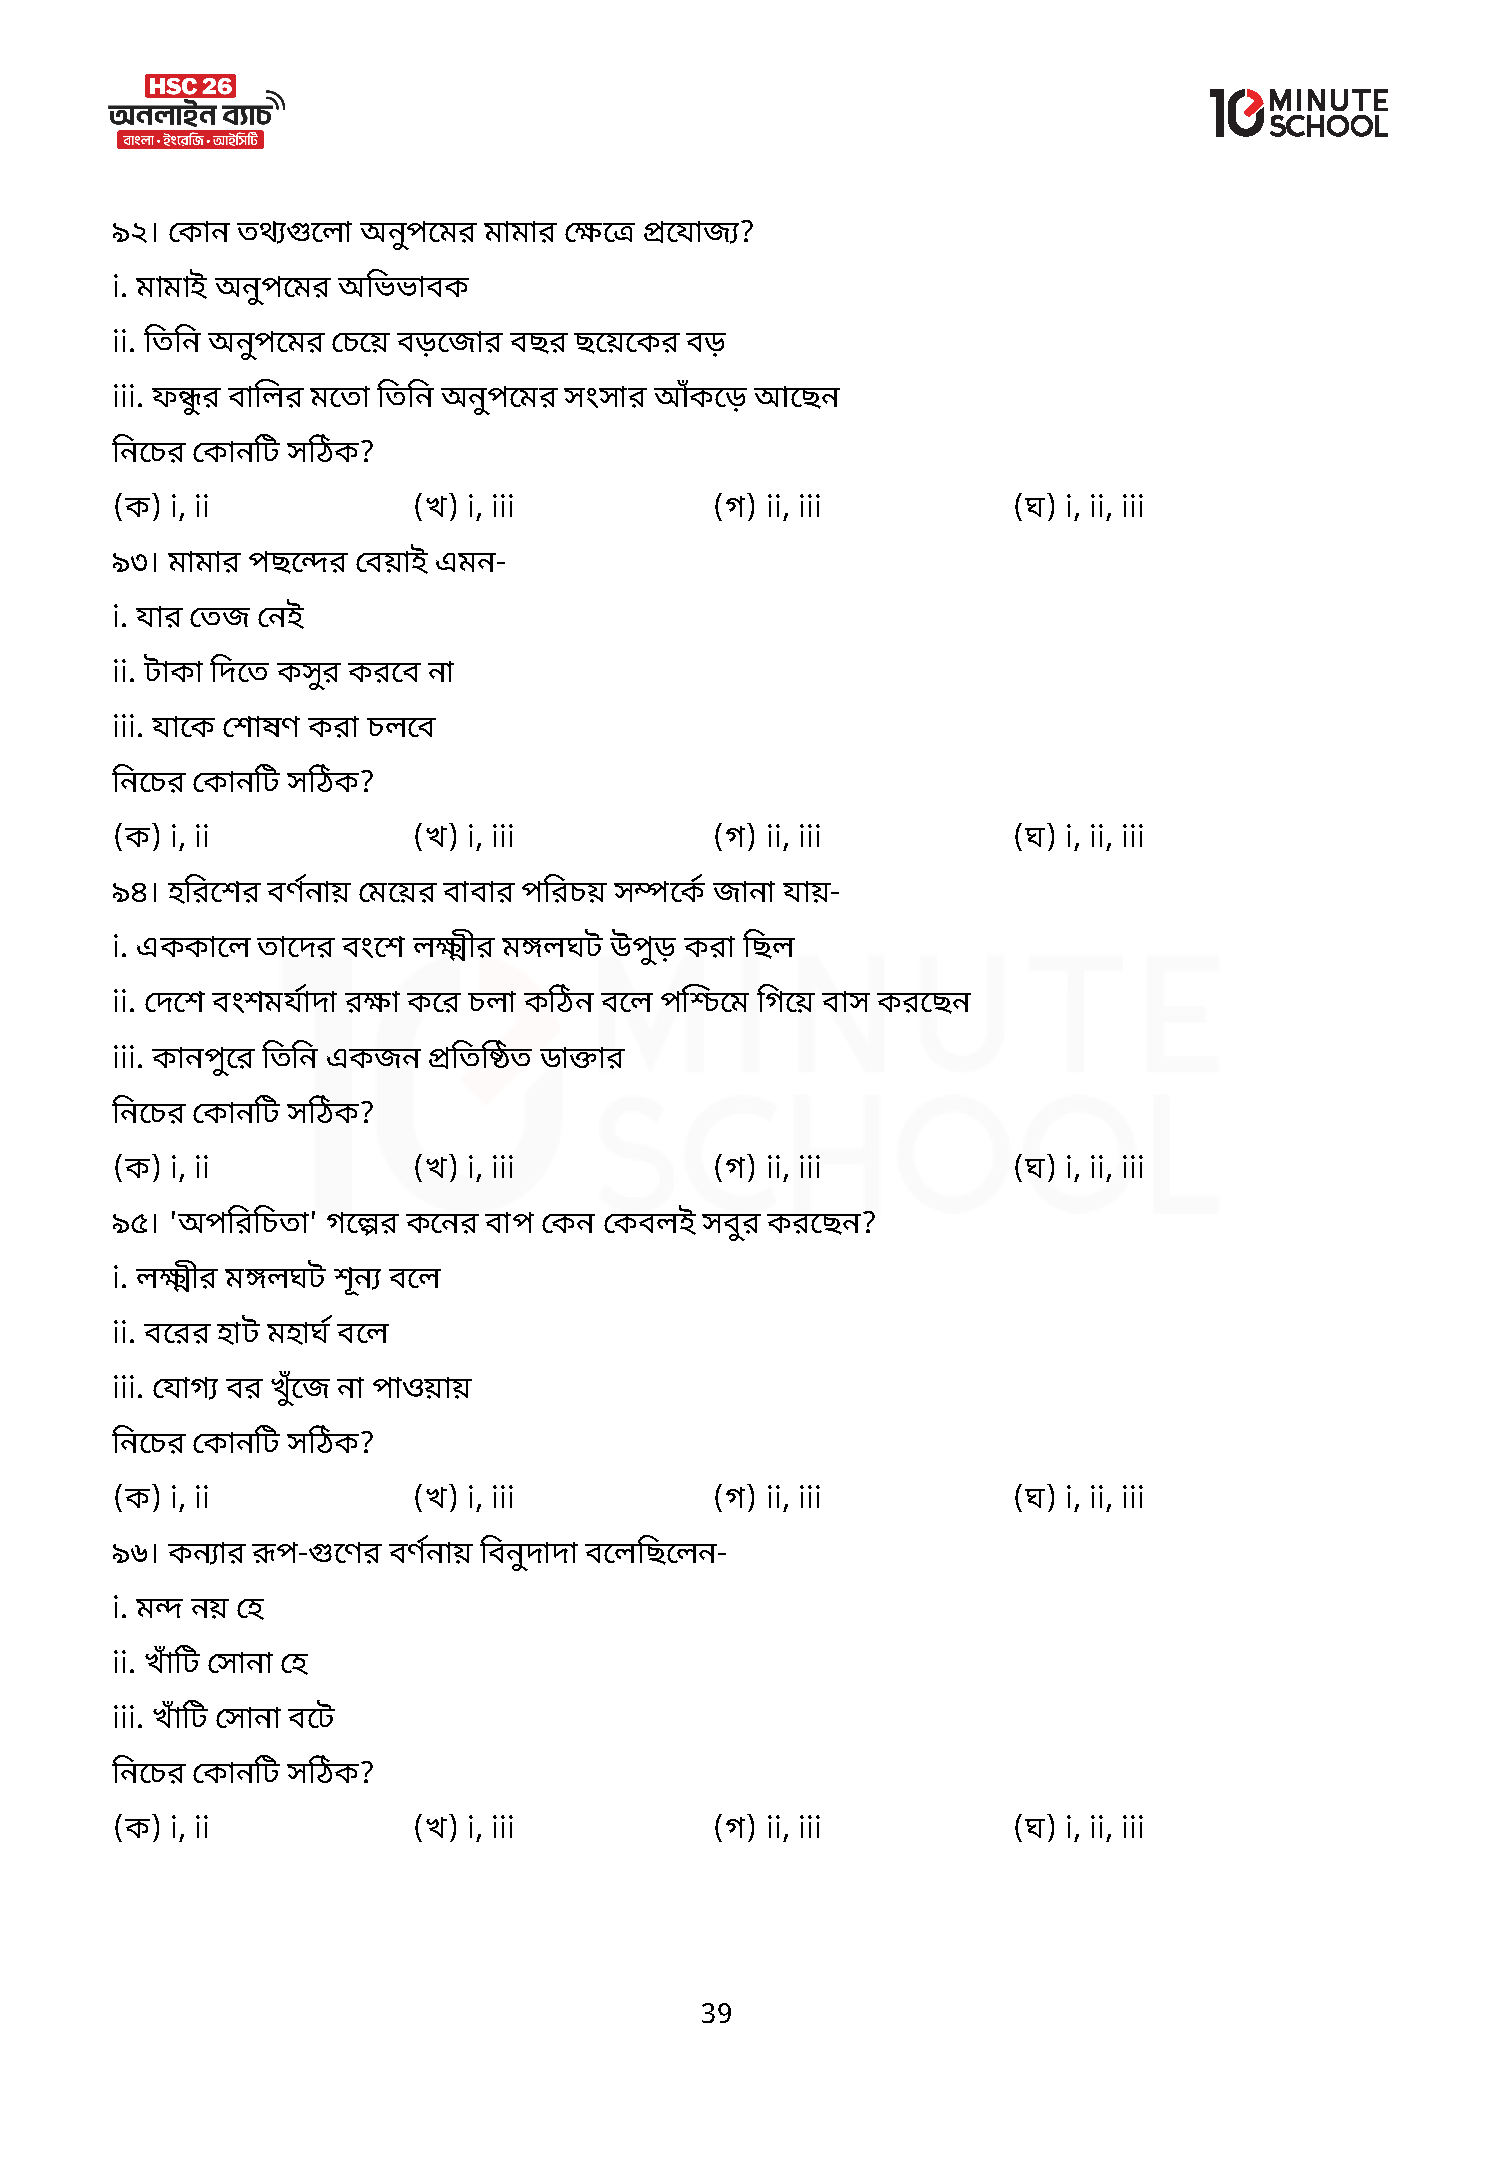 HSC 26
অনলাইন ব্যাচ
বাংলা • ইংরেজি • আইসিটি
10 MINUTE SCHOOL
৯২। কোন তথ্যগুলো অনুপমের মামার ক্ষেত্রে প্রযোজ্য?
i. মামাই অনুপমের অভিভাবক
ii. তিনি অনুপমের চেয়ে বড়জোর বছর ছয়েকের বড়
iii. ফল্গুর বালির মতো তিনি অনুপমের সংসার আঁকড়ে আছেন
নিচের কোনটি সঠিক?
(ক) i, ii (খ) i, iii (গ) ii, iii (ঘ) i, ii, iii
৯৩। মামার পছন্দের বেয়াই এমন-
i. যার তেজ নেই
ii. টাকা দিতে কসুর করবে না
iii. যাকে শোষণ করা চলবে
নিচের কোনটি সঠিক?
(ক) i, ii (খ) i, iii (গ) ii, iii (ঘ) i, ii, iii
৯৪। হরিশের বর্ণনায় মেয়ের বাবার পরিচয় সম্পর্কে জানা যায়-
i. এককালে তাদের বংশে লক্ষ্মীর মঙ্গলঘট উপুড় করা ছিল
ii. দেশে বংশমর্যাদা রক্ষা করে চলা কঠিন বলে পশ্চিমে গিয়ে বাস করছেন
iii. কানপুরে তিনি একজন প্রতিষ্ঠিত ডাক্তার
নিচের কোনটি সঠিক?
(ক) i, ii (খ) i, iii (গ) ii, iii (ঘ) i, ii, iii
৯৫। 'অপরিচিতা' গল্পের কনের বাপ কেন কেবলই সবুর করছেন?
i. লক্ষ্মীর মঙ্গলঘট শূন্য বলে
ii. বরের হাট মহার্ঘ বলে
iii. যোগ্য বর খুঁজে না পাওয়ায়
নিচের কোনটি সঠিক?
(ক) i, ii (খ) i, iii (গ) ii, iii (ঘ) i, ii, iii
৯৬। কন্যার রূপ-গুণের বর্ণনায় বিনুদাদা বলেছিলেন-
i. মন্দ নয় হে
ii. খাঁটি সোনা হে
iii. খাঁটি সোনা বটে
নিচের কোনটি সঠিক?
(ক) i, ii (খ) i, iii (গ) ii, iii (ঘ) i, ii, iii
39